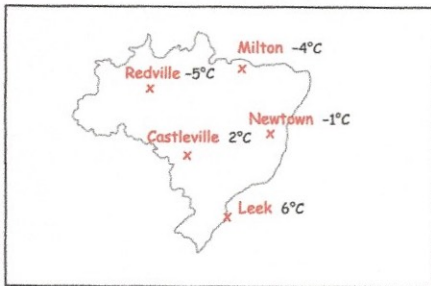 Milton -4°C
Redville -5°C
Newtown -1°C
Castleville 2°C
Leek 6°C